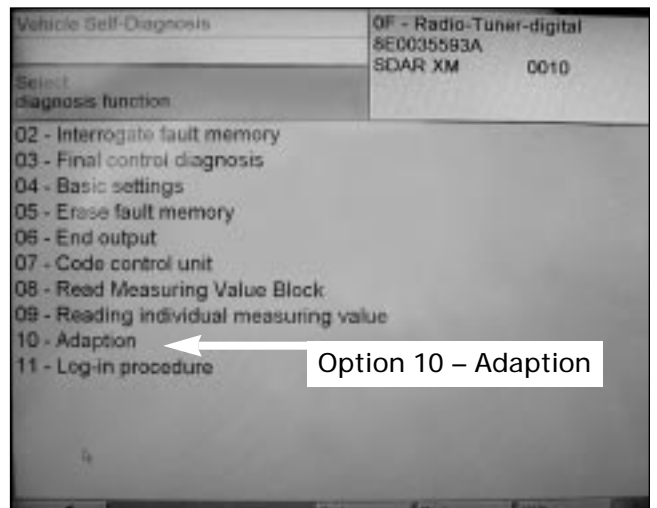 Vehicle Self-Diagnosis
0F - Radio-Tuner-digital
8E0035593A
SDAR XM 0010
Select
diagnosis function
02 - Interrogate fault memory
03 - Final control diagnosis
04 - Basic settings
05 - Erase fault memory
06 - End output
07 - Code control unit
08 - Read Measuring Value Block
09 - Reading individual measuring value
10 - Adaption
11 - Log-in procedure
Option 10 – Adaption